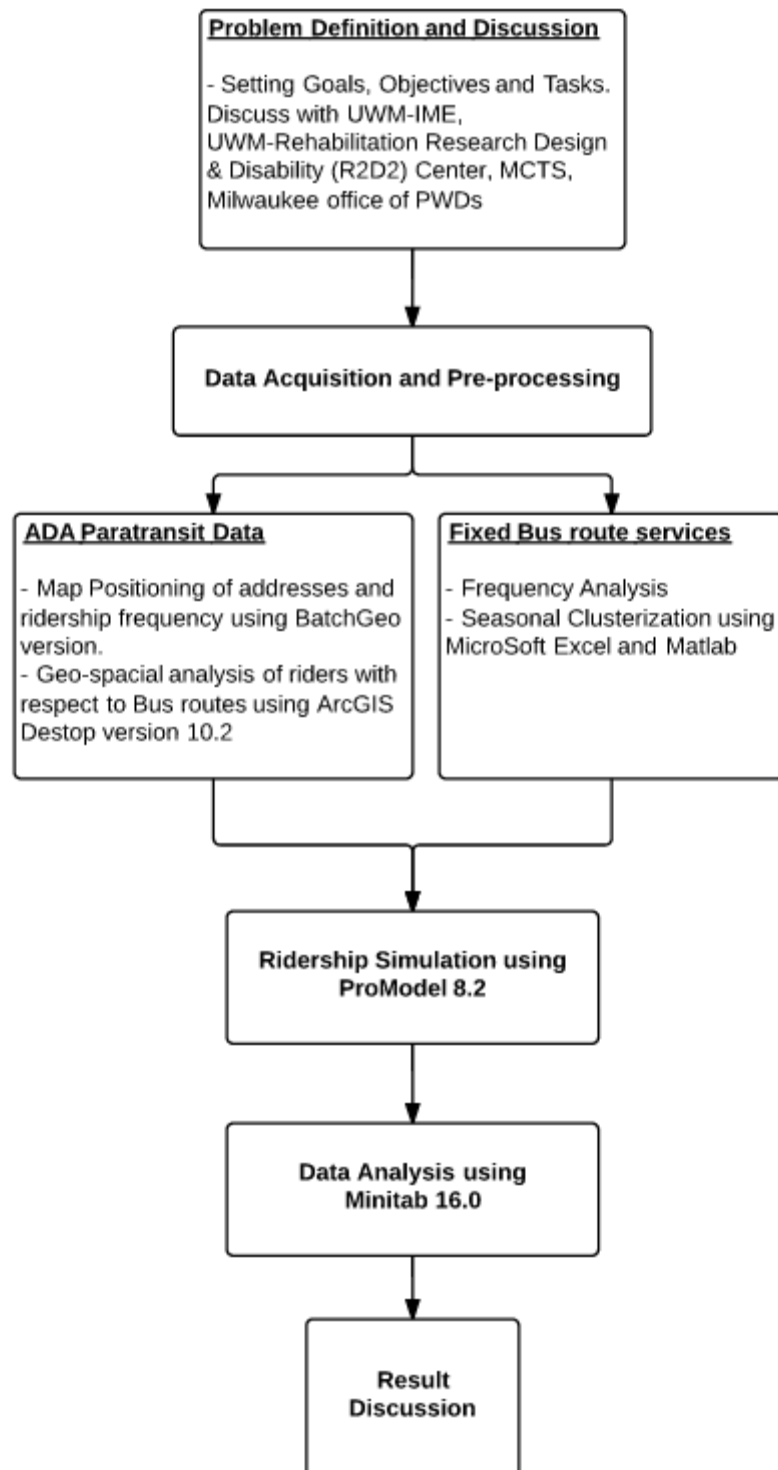 Problem Definition and Discussion
- Setting Goals, Objectives and Tasks.
Discuss with UWM-IME,
UWM-Rehabilitation Research Design
& Disability (R2D2) Center, MCTS,
Milwaukee office of PWDs
Data Acquisition and Pre-processing
ADA Paratransit Data
- Map Positioning of addresses and
ridership frequency using BatchGeo
version.
- Geo-spacial analysis of riders with
respect to Bus routes using ArcGIS
Destop version 10.2
Fixed Bus route services
- Frequency Analysis
- Seasonal Clusterization using
MicroSoft Excel and Matlab
Ridership Simulation using
ProModel 8.2
Data Analysis using
Minitab 16.0
Result
Discussion